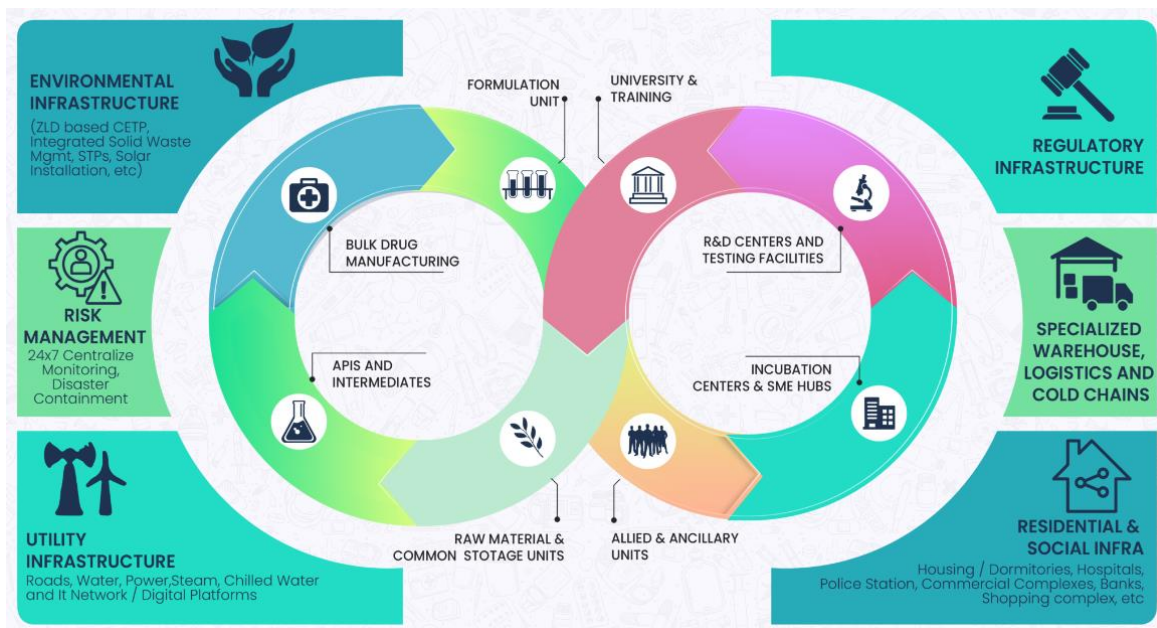 ENVIRONMENTAL
INFRASTRUCTURE
(ZLD based CETP,
Integrated Solid Waste
Mgmt, STPs, Solar
Installation, etc)
RISK
MANAGEMENT
24x7 Centralize
Monitoring,
Disaster
Containment
UTILITY
INFRASTRUCTURE
Roads, Water, Power,Steam, Chilled Water
and It Network / Digital Platforms
FORMULATION
UNIT
BULK DRUG
MANUFACTURING
APIS AND
INTERMEDIATES
RAW MATERIAL &
COMMON STOTAGE UNITS
UNIVERSITY &
TRAINING
R&D CENTERS AND
TESTING FACILITIES
INCUBATION
CENTERS & SME HUBS
ALLIED & ANCILLARY
UNITS
REGULATORY
INFRASTRUCTURE
SPECIALIZED
WAREHOUSE,
LOGISTICS AND
COLD CHAINS
RESIDENTIAL &
SOCIAL INFRA
Housing / Dormitories, Hospitals,
Police Station, Commercial Complexes, Banks,
Shopping complex, etc